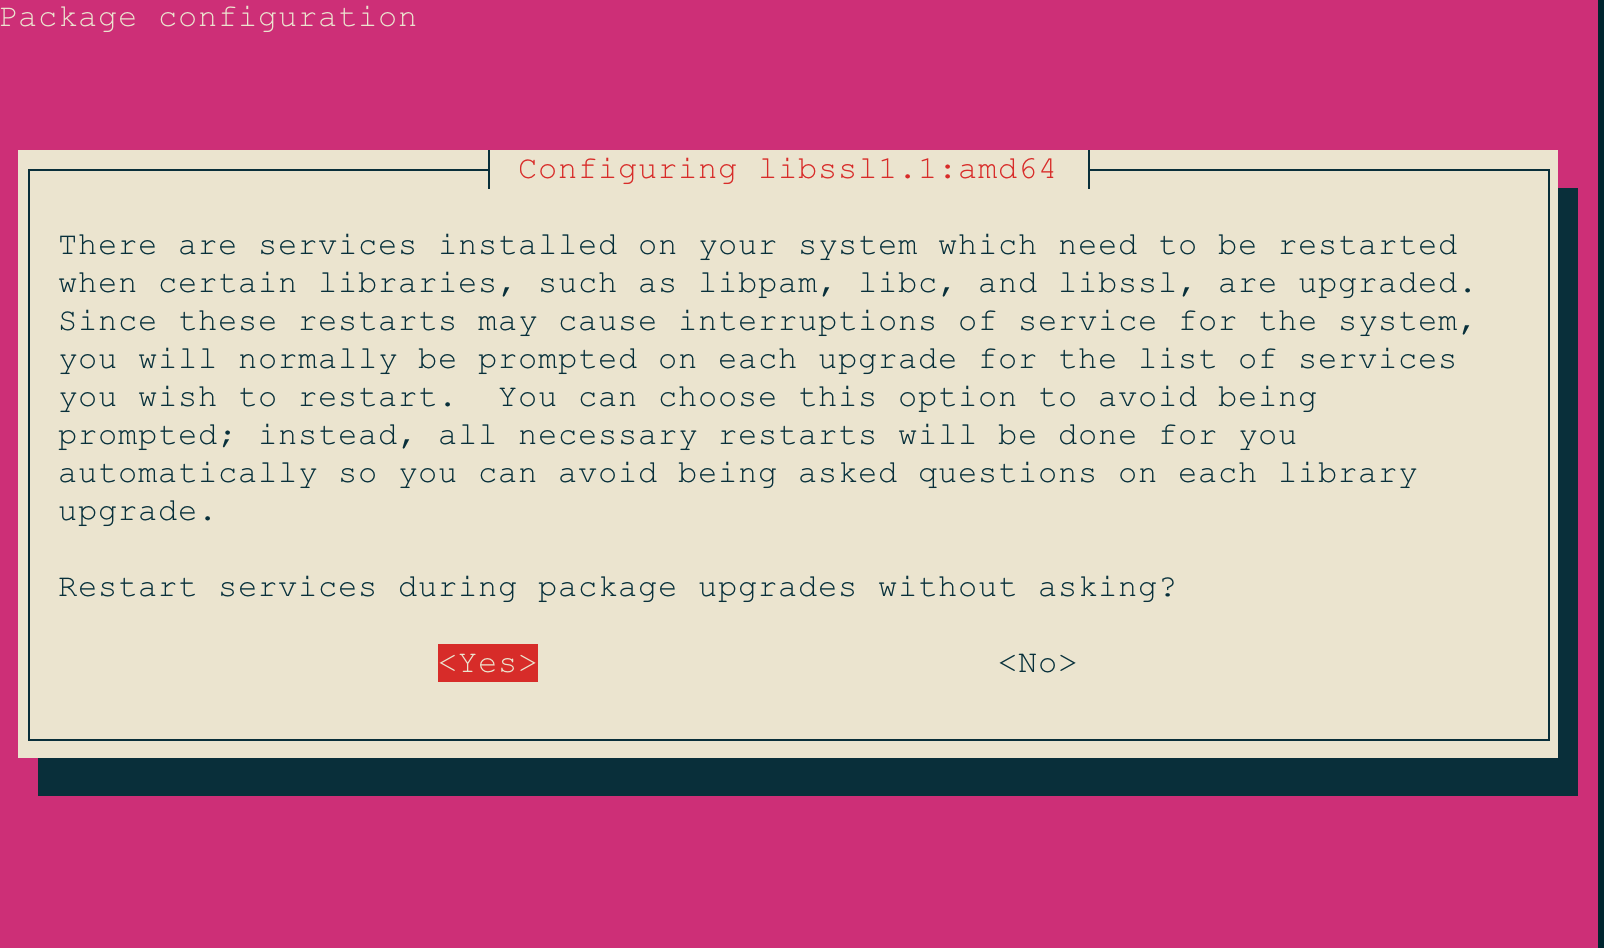 Package configuration
Configuring libssl1.1:amd64
There are services installed on your system which need to be restarted
when certain libraries, such as libpam, libc, and libssl, are upgraded.
Since these restarts may cause interruptions of service for the system,
you will normally be prompted on each upgrade for the list of services
you wish to restart.  You can choose this option to avoid being
prompted; instead, all necessary restarts will be done for you
automatically so you can avoid being asked questions on each library
upgrade.
Restart services during package upgrades without asking?
<Yes> <No>